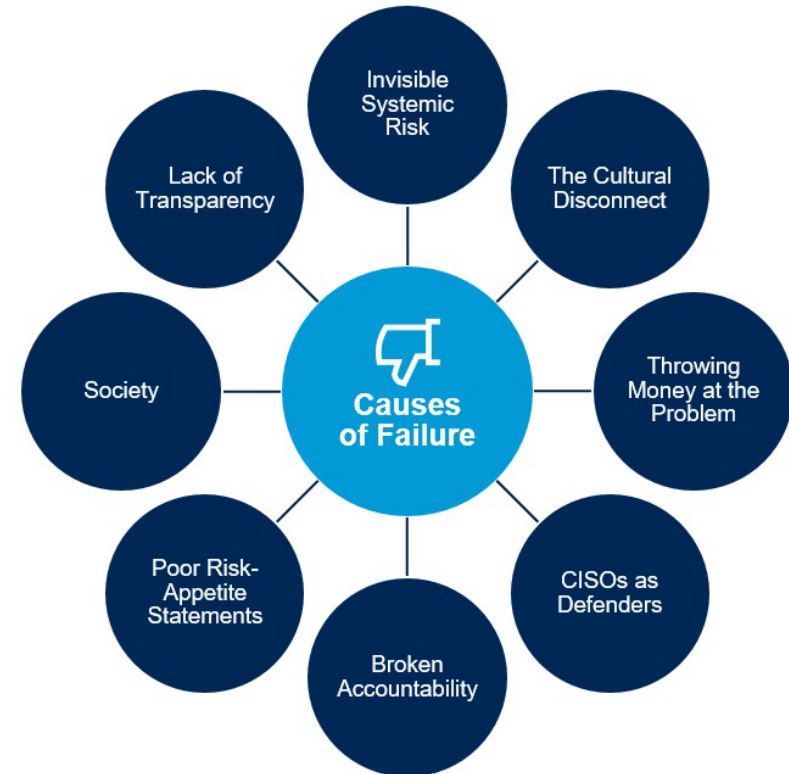 Invisible
Systemic
Risk
The Cultural
Disconnect
Throwing
Money at the
Problem
CISOs as
Defenders
Broken
Accountability
Poor Risk-
Appetite
Statements
Society
Lack of
Transparency
Causes
of Failure